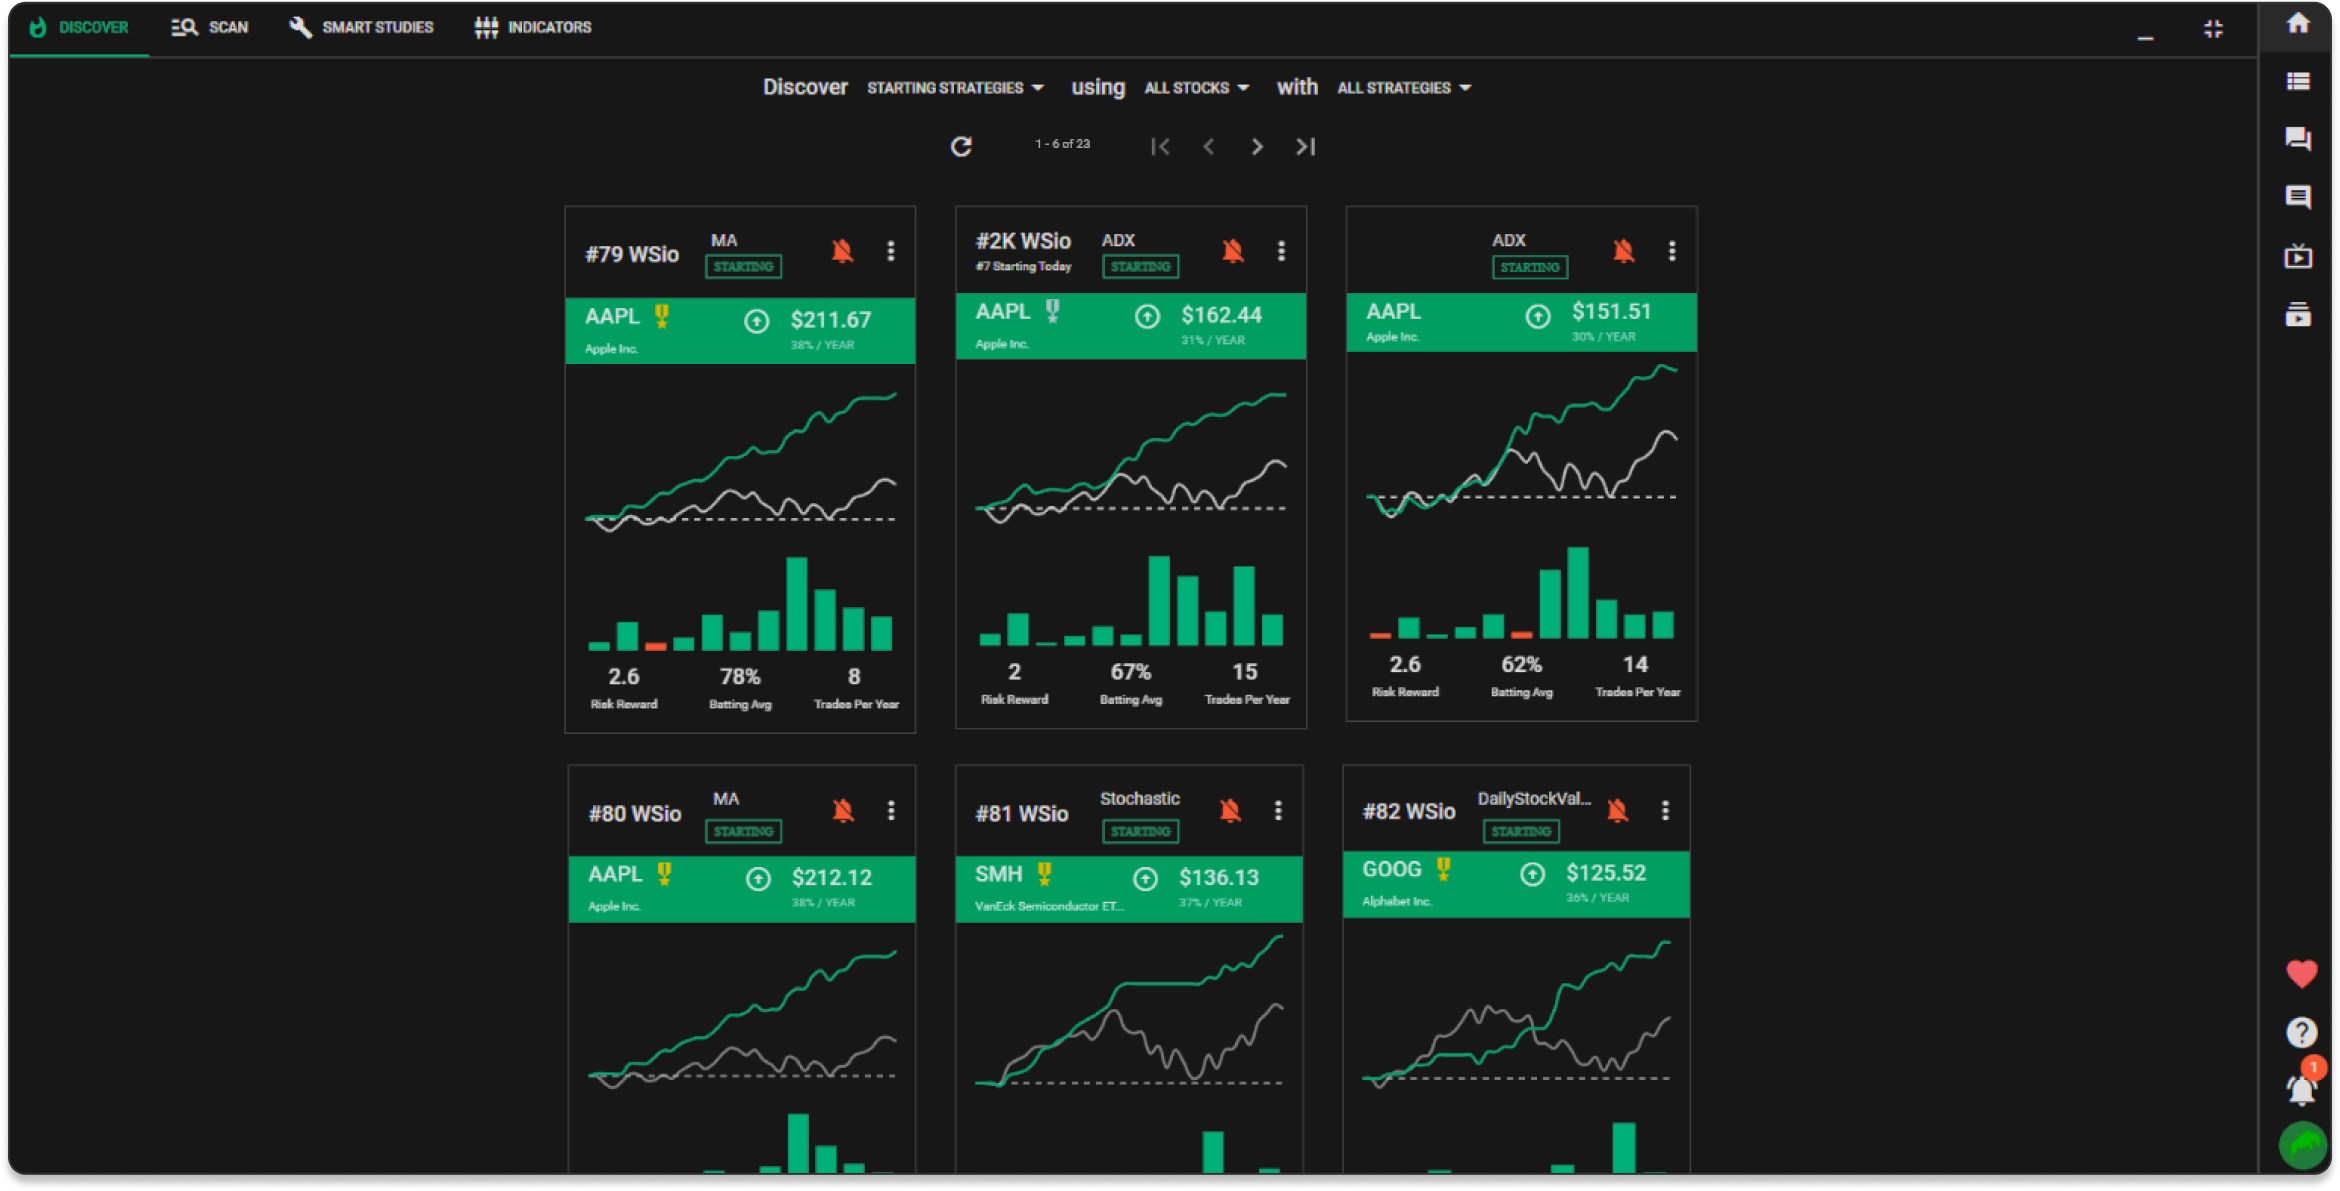 DISCOVER SCAN SMART STUDIES INDICATORS
Discover STARTING STRATEGIES using ALL STOCKS with ALL STRATEGIES
1 - 6 of 23
#79 WSio MA
STARTING
AAPL $211.67
Apple Inc. 38% / YEAR
2.6 78% 8
Risk Reward Batting Avg Trades Per Year
#2K WSio ADX
#7 Starting Today STARTING
AAPL $162.44
Apple Inc. 31% / YEAR
2 67% 15
Risk Reward Batting Avg Trades Per Year
ADX
STARTING
AAPL $151.51
Apple Inc. 30% / YEAR
2.6 62% 14
Risk Reward Batting Avg Trades Per Year
#80 WSio MA
STARTING
AAPL $212.12
Apple Inc. 38% / YEAR
#81 WSio Stochastic
STARTING
SMH $136.13
VanEck Semiconductor ET... 37% / YEAR
#82 WSio DailyStockVal...
STARTING
GOOG $125.52
Alphabet Inc. 36% / YEAR
1